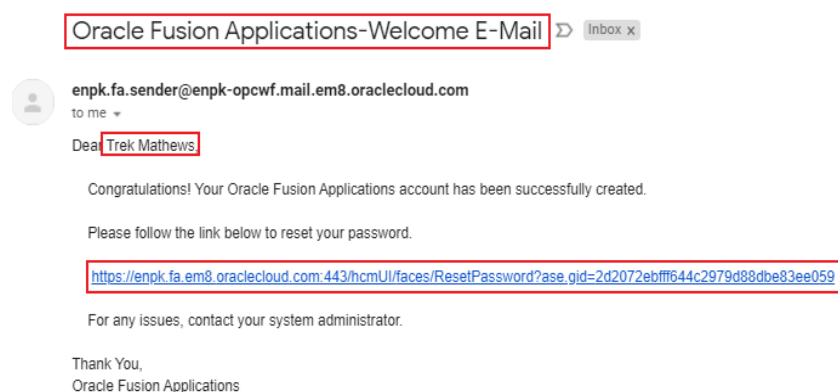 Oracle Fusion Applications-Welcome E-Mail Inbox x
enpk.fa.sender@enpk-opcwf.mail.em8.oraclecloud.com
to me
Dear Trek Mathews,
Congratulations! Your Oracle Fusion Applications account has been successfully created.
Please follow the link below to reset your password.
https://enpk.fa.em8.oraclecloud.com:443/hcmUI/faces/ResetPassword?ase.gid=2d2072ebfff644c2979d88dbe83ee059
For any issues, contact your system administrator.
Thank You,
Oracle Fusion Applications